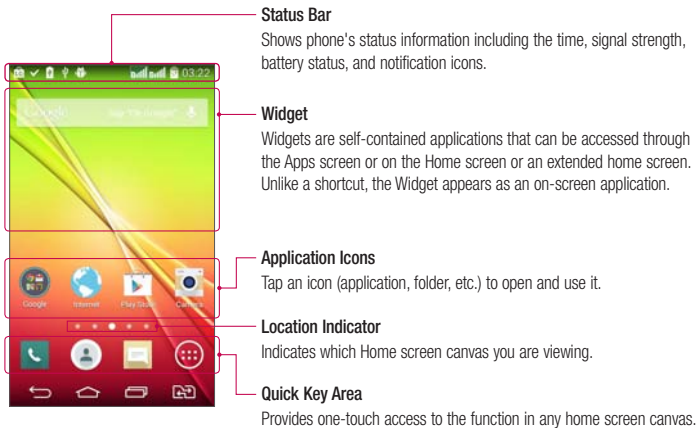 Status Bar
Shows phone's status information including the time, signal strength,
battery status, and notification icons.
03:22
Google Say "Ok Google"
Widget
Widgets are self-contained applications that can be accessed through
the Apps screen or on the Home screen or an extended home screen.
Unlike a shortcut, the Widget appears as an on-screen application.
Application Icons
Tap an icon (application, folder, etc.) to open and use it.
Google Internet Play Store Camera
Location Indicator
Indicates which Home screen canvas you are viewing.
Quick Key Area
Provides one-touch access to the function in any home screen canvas.